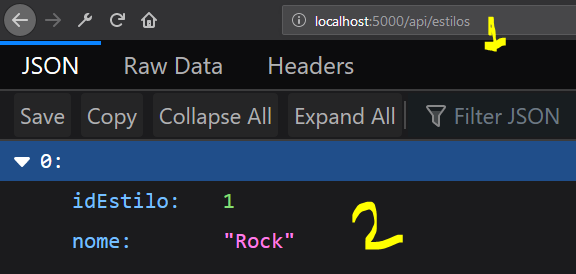 localhost:5000/api/estilos
1
JSON Raw Data Headers
Save Copy Collapse All Expand All Filter JSON
0:
idEstilo: 1
nome: "Rock"
2